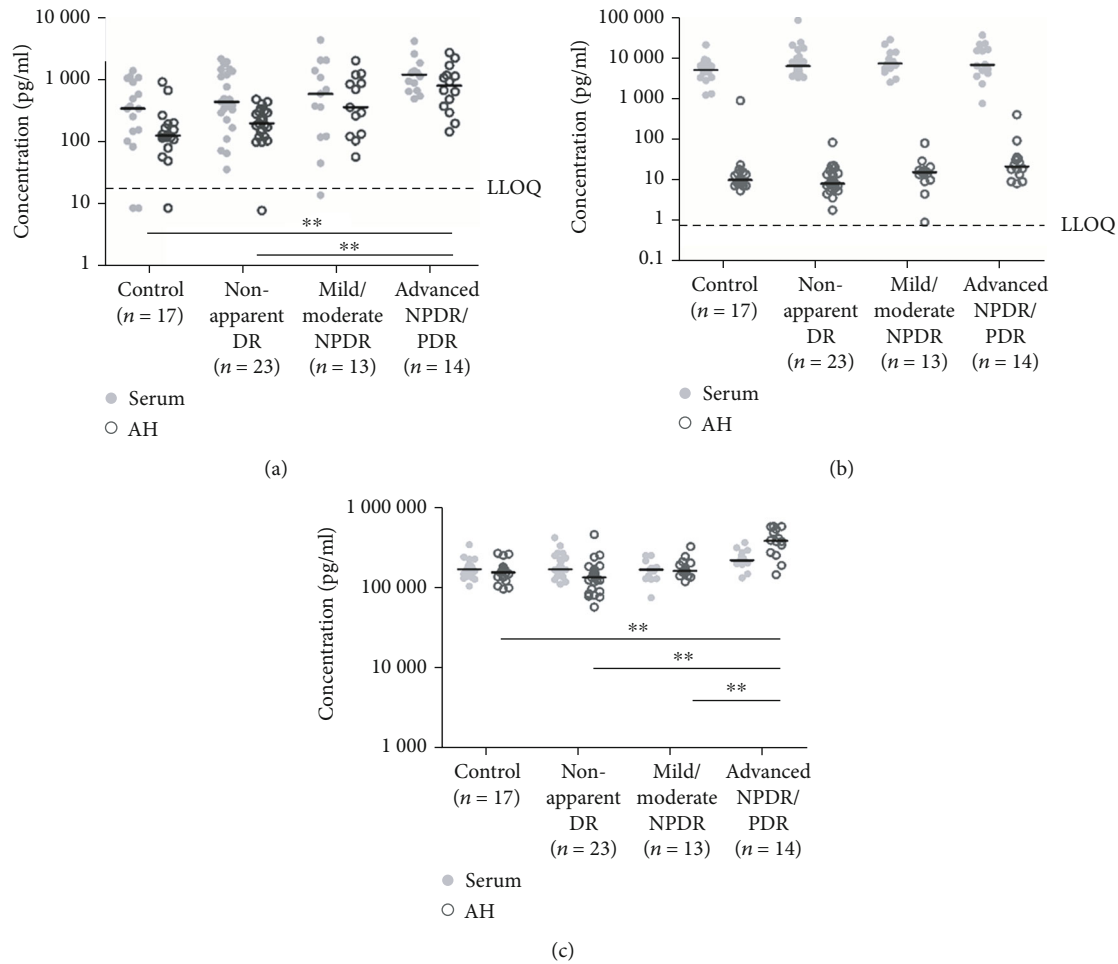 Concentration (pg/ml)
10 000
1 000
100
10
1
LLOQ
**
**
Control
(n = 17)
Non-
apparent
DR
(n = 23)
Mild/
moderate
NPDR
(n = 13)
Advanced
NPDR/
PDR
(n = 14)
Serum
AH
(a)
Concentration (pg/ml)
100 000
10 000
1 000
100
10
1
0.1
LLOQ
Control
(n = 17)
Non-
apparent
DR
(n = 23)
Mild/
moderate
NPDR
(n = 13)
Advanced
NPDR/
PDR
(n = 14)
Serum
AH
(b)
Concentration (pg/ml)
1 000 000
100 000
10 000
1 000
**
**
**
Control
(n = 17)
Non-
apparent
DR
(n = 23)
Mild/
moderate
NPDR
(n = 13)
Advanced
NPDR/
PDR
(n = 14)
Serum
AH
(c)